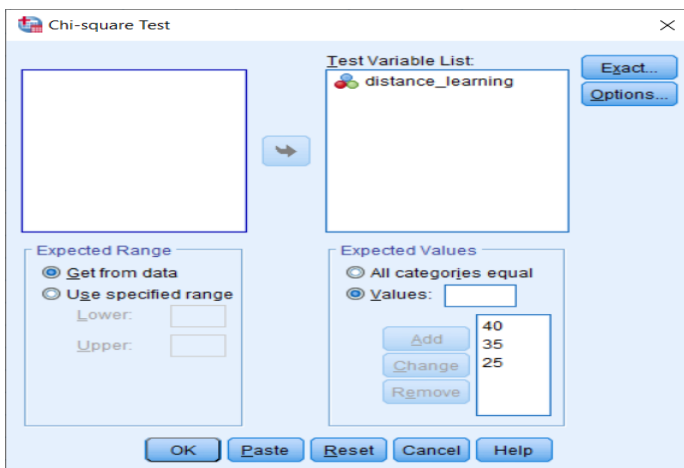 Chi-square Test
Test Variable List:
distance_learning
Exact...
Options...
Expected Range
Get from data
Use specified range
Lower:
Upper:
Expected Values
All categories equal
Values:
Add
Change
Remove
40
35
25
OK Paste Reset Cancel Help